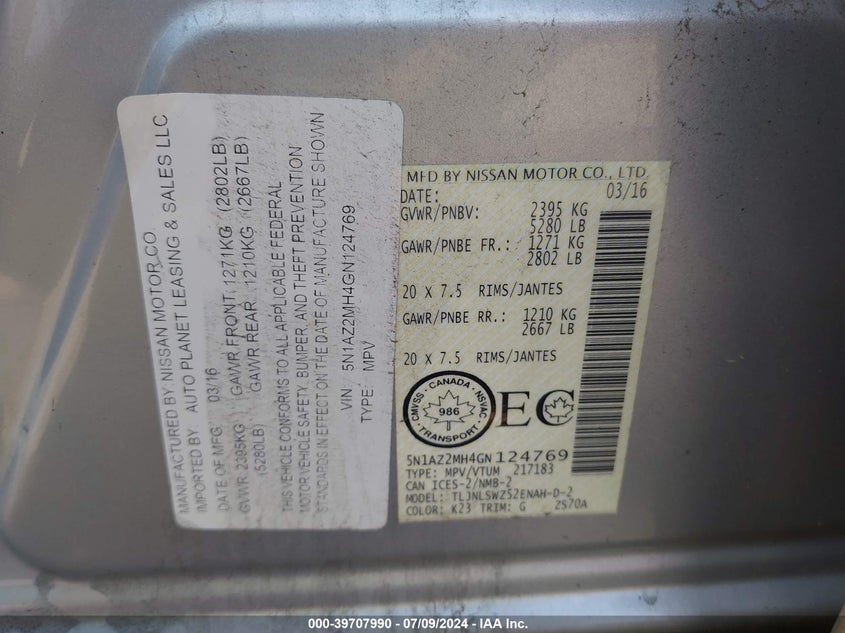 MANUFACTURED BY. NISSAN MOTOR CO.
IMPORTED BY. AUTO PLANET LEASING & SALES LLC
DATE OF MFG: 03/16
GVWR: 2395KG GAWR FRONT: 1271KG (2802LB)
(5280LB) GAWR REAR: 1210KG (2667LB)
THIS VEHICLE CONFORMS TO ALL APPLICABLE FEDERAL
MOTOR VEHICLE SAFETY, BUMPER, AND THEFT PREVENTION
STANDARDS IN EFFECT ON THE DATE OF MANUFACTURE SHOWN
VIN: 5N1AZ2MH4GN124769
TYPE: MPV
MFD BY NISSAN MOTOR CO., LTD.
DATE: 03/16
GVWR/PNBV: 2395 KG
5280 LB
GAWR/PNBE FR.: 1271 KG
2802 LB
20 X 7.5 RIMS/JANTES
GAWR/PNBE RR.: 1210 KG
2667 LB
20 X 7.5 RIMS/JANTES
CMVSS · CANADA · NSVAC
986
TRANSPORT
EC
5N1AZ2MH4GN124769
TYPE: MPV/VTUM 217183
CAN ICES-2/NMB-2
MODEL: TLJNLSWZ52ENAH-D-2
COLOR: K23 TRIM: G 2S70A
000-39707990 - 07/09/2024 - IAA Inc.